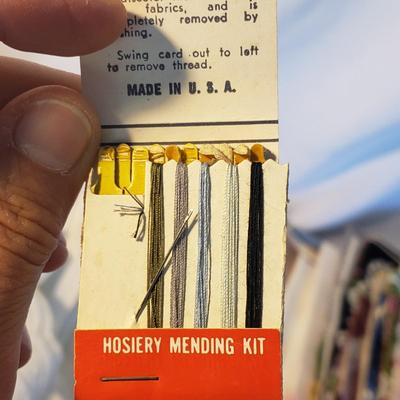 fabrics, and is
pletely removed by
hing.
Swing card out to left
to remove thread.
MADE IN U. S. A.
HOSIERY MENDING KIT